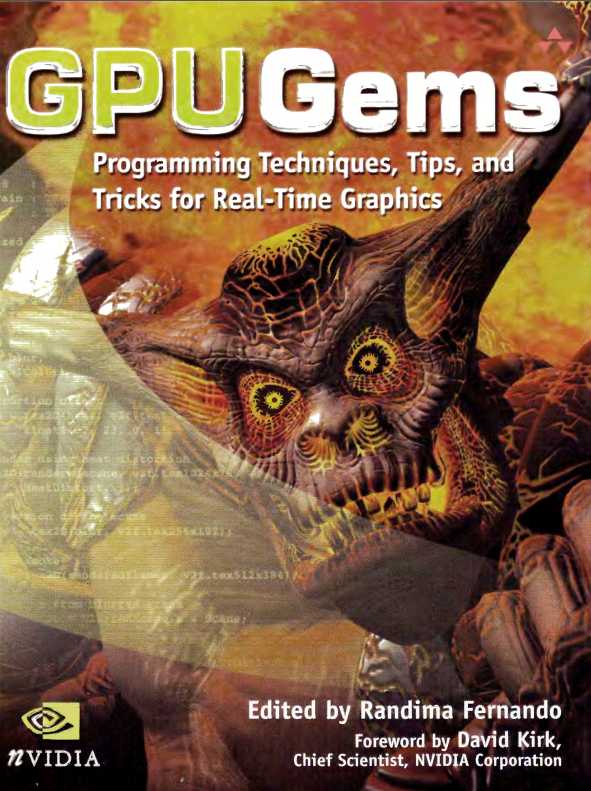 GPU Gems
Programming Techniques, Tips, and
Tricks for Real-Time Graphics
Edited by Randima Fernando
Foreword by David Kirk,
Chief Scientist, NVIDIA Corporation
nVIDIA